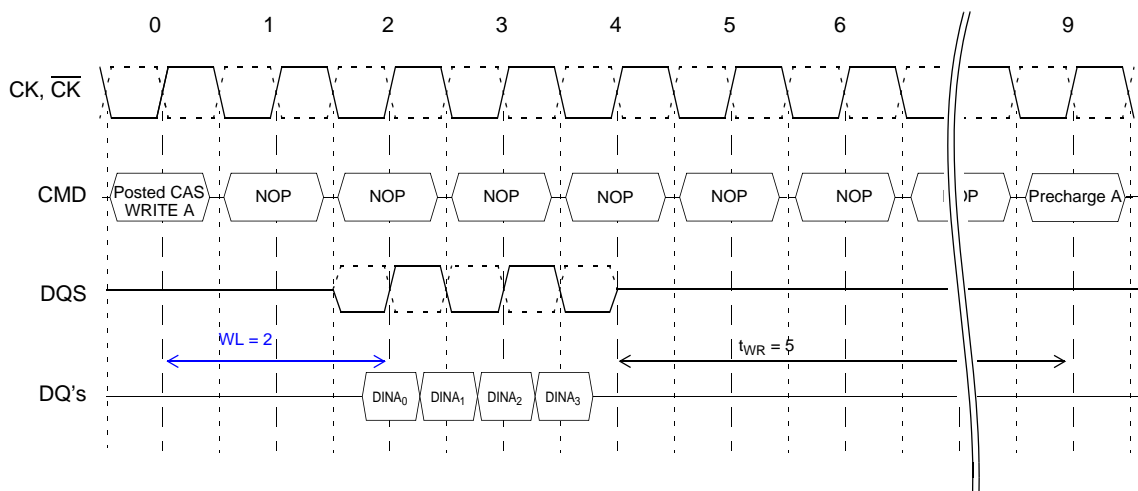 0 1 2 3 4 5 6 9
CK, C̅K̅
CMD
Posted CAS
WRITE A
NOP NOP NOP NOP NOP NOP OP Precharge A
DQS
WL = 2
tWR = 5
DQ's
DINA0 DINA1 DINA2 DINA3